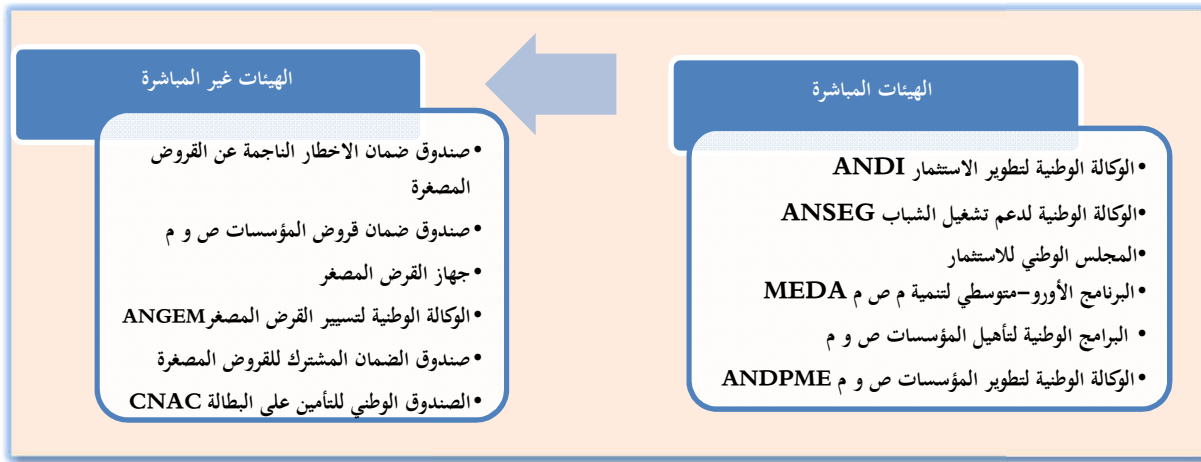 الهيئات المباشرة
•الوكالة الوطنية لتطوير الاستثمار ANDI
•الوكالة الوطنية لدعم تشغيل الشباب ANSEG
•المجلس الوطني للاستثمار
•البرنامج الأورو–متوسطي لتنمية م ص م MEDA
• البرامج الوطنية لتأهيل المؤسسات ص و م
•الوكالة الوطنية لتطوير المؤسسات ص و م ANDPME
الهيئات غير المباشرة
•صندوق ضمان الاخطار الناجمة عن القروض
المصغرة
•صندوق ضمان قروض المؤسسات ص و م
•جهاز القرض المصغر
•الوكالة الوطنية لتسيير القرض المصغرANGEM
•صندوق الضمان المشترك للقروض المصغرة
•الصندوق الوطني للتأمين على البطالة CNAC